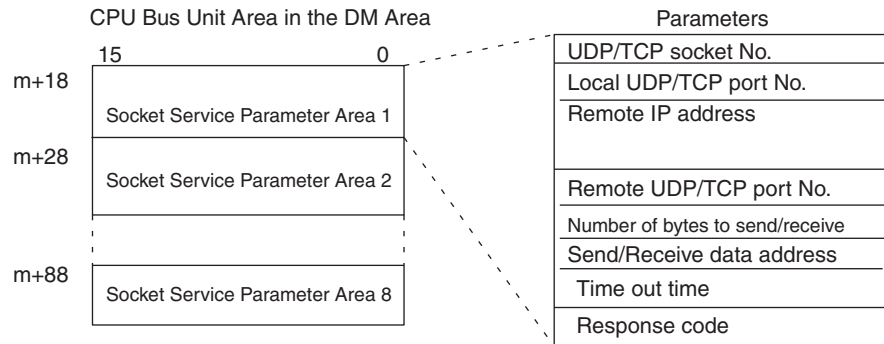 CPU Bus Unit Area in the DM Area
15 0
m+18
Socket Service Parameter Area 1
m+28
Socket Service Parameter Area 2
m+88
Socket Service Parameter Area 8
Parameters
UDP/TCP socket No.
Local UDP/TCP port No.
Remote IP address
Remote UDP/TCP port No.
Number of bytes to send/receive
Send/Receive data address
Time out time
Response code